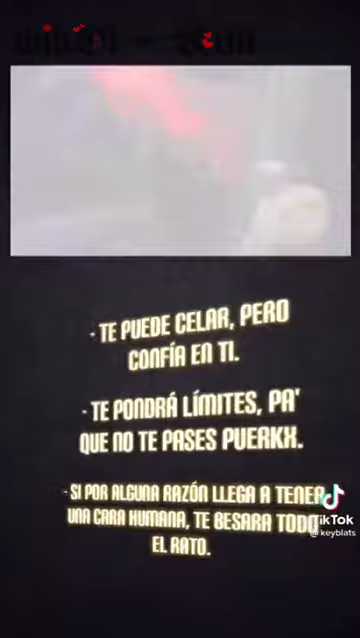 - TE PUEDE CELAR, PERO
CONFÍA EN TI.
- TE PONDRÁ LÍMITES, PA'
QUE NO TE PASES PUERKX.
- SI POR ALGUNA RAZÓN LLEGA A TENER
UNA CARA HUMANA, TE BESARA TODO
EL RATO.
TikTok
@keyblats